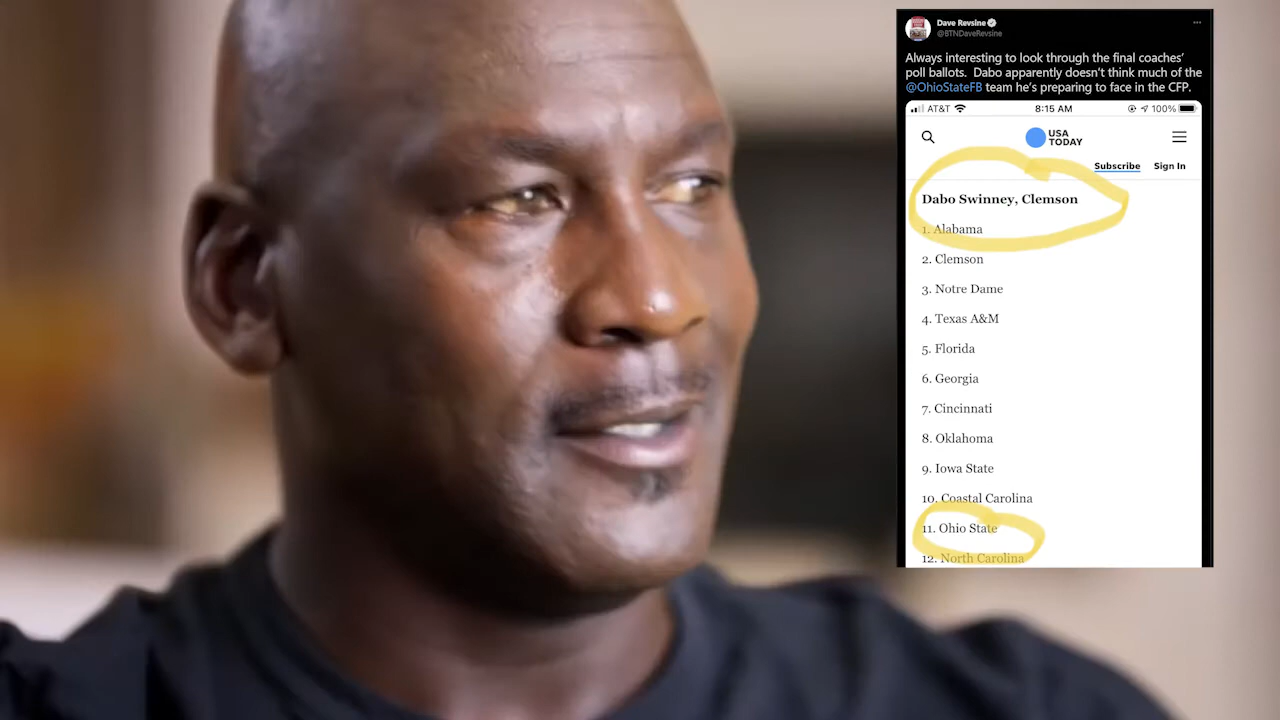 Dave Revsine
@BTNDaveRevsine
Always interesting to look through the final coaches’
poll ballots. Dabo apparently doesn’t think much of the
@OhioStateFB team he’s preparing to face in the CFP.
AT&T 8:15 AM 100%
USA
TODAY
Subscribe Sign In
Dabo Swinney, Clemson
1. Alabama
2. Clemson
3. Notre Dame
4. Texas A&M
5. Florida
6. Georgia
7. Cincinnati
8. Oklahoma
9. Iowa State
10. Coastal Carolina
11. Ohio State
12. North Carolina